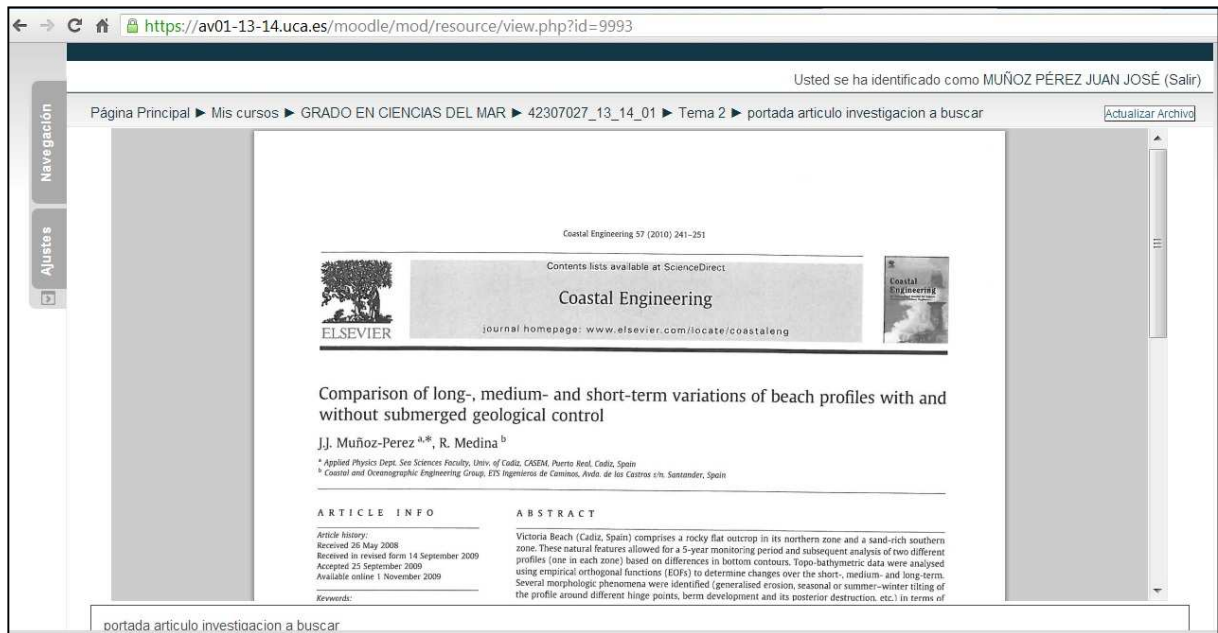 https://av01-13-14.uca.es/moodle/mod/resource/view.php?id=9993
Usted se ha identificado como MUÑOZ PÉREZ JUAN JOSÉ (Salir)
Navegación
Página Principal ► Mis cursos ► GRADO EN CIENCIAS DEL MAR ► 42307027_13_14_01 ► Tema 2 ► portada articulo investigacion a buscar
Actualizar Archivo
Ajustes
Coastal Engineering 57 (2010) 241–251
Contents lists available at ScienceDirect
Coastal Engineering
journal homepage: www.elsevier.com/locate/coastaleng
ELSEVIER
Coastal
Engineering
Comparison of long-, medium- and short-term variations of beach profiles with and
without submerged geological control
J.J. Muñoz-Perez a,*, R. Medina b
a Applied Physics Dept. Sea Sciences Faculty, Univ. of Cadiz, CASEM, Puerto Real, Cadiz, Spain
b Coastal and Oceanographic Engineering Group, ETS Ingenieros de Caminos, Avda. de los Castros s/n. Santander, Spain
ARTICLE INFO
Article history:
Received 26 May 2008
Received in revised form 14 September 2009
Accepted 25 September 2009
Available online 1 November 2009
Keywords:
ABSTRACT
Victoria Beach (Cadiz, Spain) comprises a rocky flat outcrop in its northern zone and a sand-rich southern
zone. These natural features allowed for a 5-year monitoring period and subsequent analysis of two different
profiles (one in each zone) based on differences in bottom contours. Topo-bathymetric data were analysed
using empirical orthogonal functions (EOFs) to determine changes over the short-, medium- and long-term.
Several morphologic phenomena were identified (generalised erosion, seasonal or summer–winter tilting of
the profile around different hinge points, berm development and its posterior destruction, etc.) in terms of
portada articulo investigacion a buscar